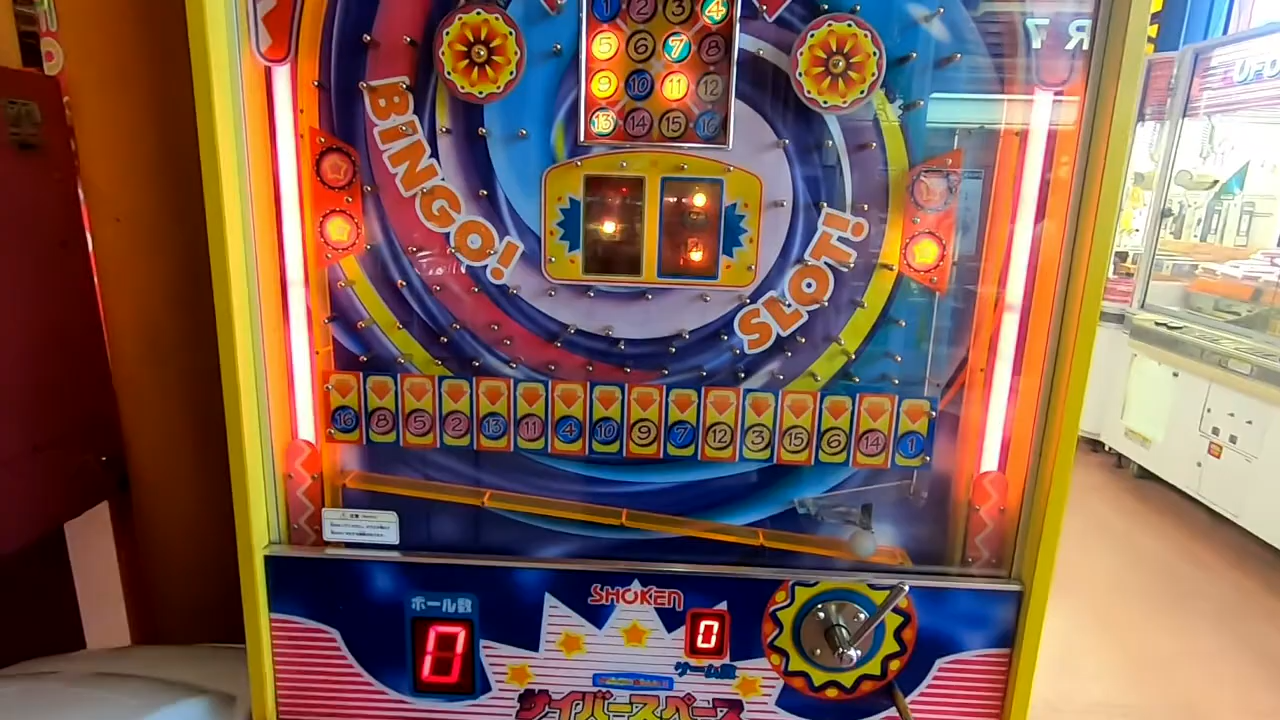 R 7
UFO
1 2 3 4
5 6 7 8
9 10 11 12
13 14 15 16
BINGO!
SLOT!
16 8 5 2 13 11 4 10 9 7 12 3 15 6 14 1
ボール数
0
SHOKEN
0
ゲーム数
サイバースペース